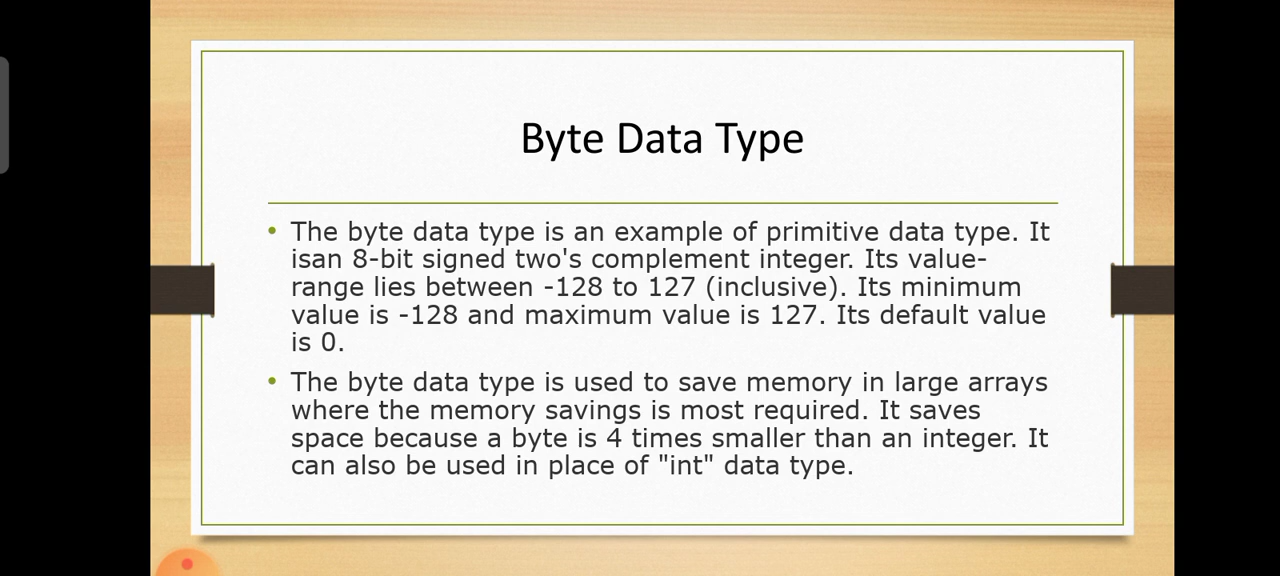 Byte Data Type
• The byte data type is an example of primitive data type. It
isan 8-bit signed two's complement integer. Its value-
range lies between -128 to 127 (inclusive). Its minimum
value is -128 and maximum value is 127. Its default value
is 0.
• The byte data type is used to save memory in large arrays
where the memory savings is most required. It saves
space because a byte is 4 times smaller than an integer. It
can also be used in place of "int" data type.